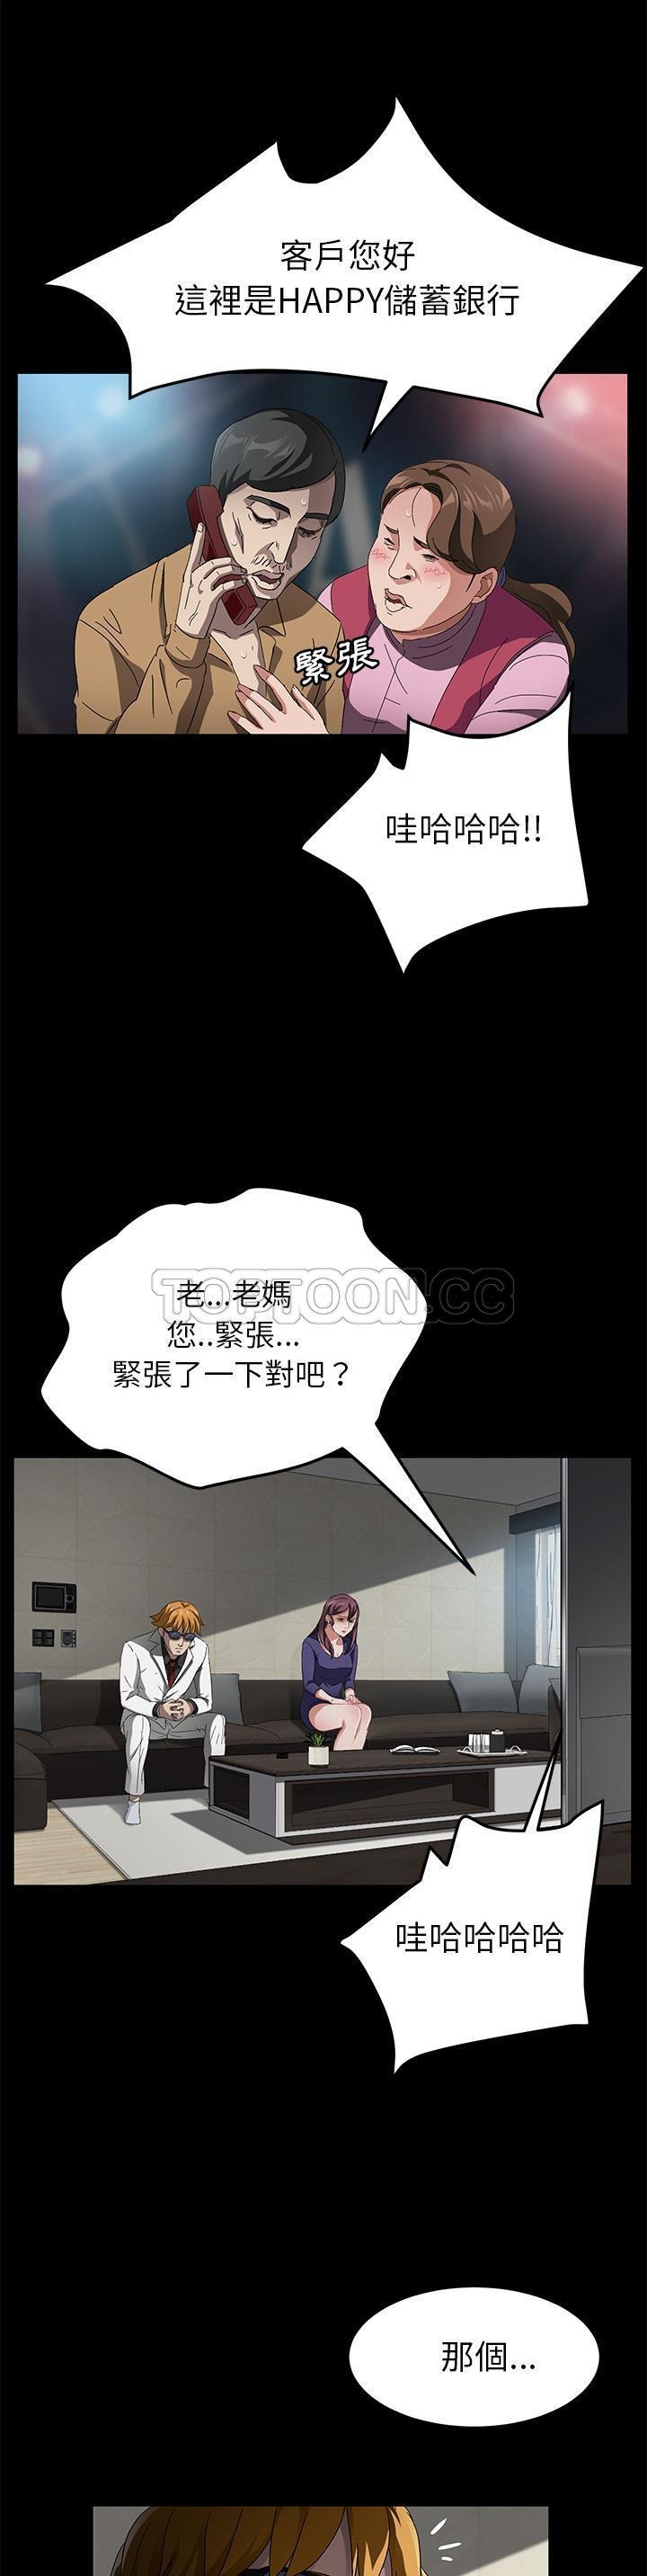 客戶您好
這裡是HAPPY儲蓄銀行
緊張
哇哈哈哈!!
TOPTOON.CC
老...老媽
您..緊張...
緊張了一下對吧？
哇哈哈哈哈
那個...